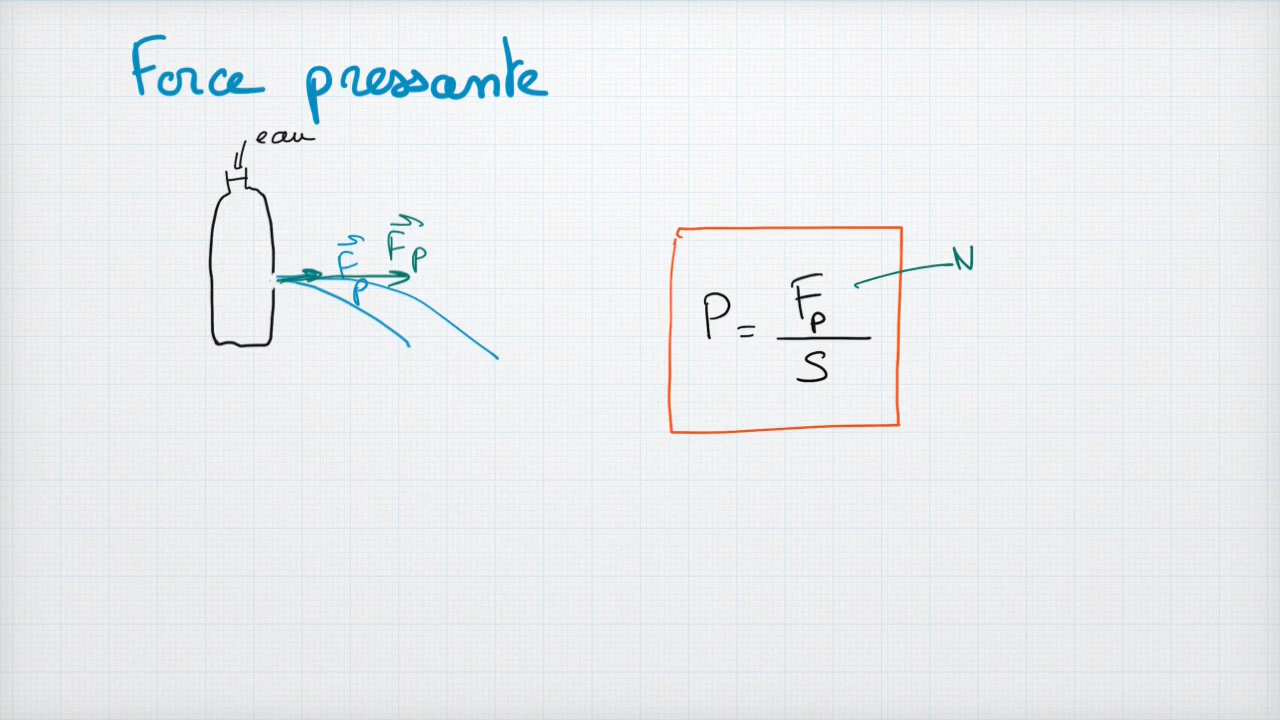 Force pressante
eau
F⃗p
F⃗p
P = Fp / S
N